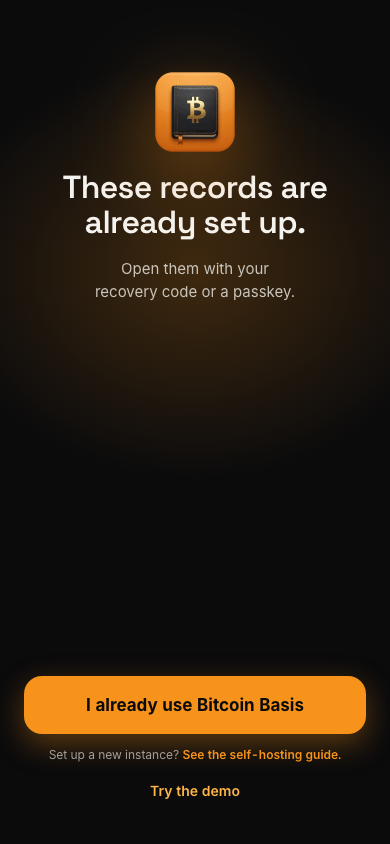 ₿
These records are
already set up.
Open them with your
recovery code or a passkey.
I already use Bitcoin Basis
Set up a new instance? See the self-hosting guide.
Try the demo